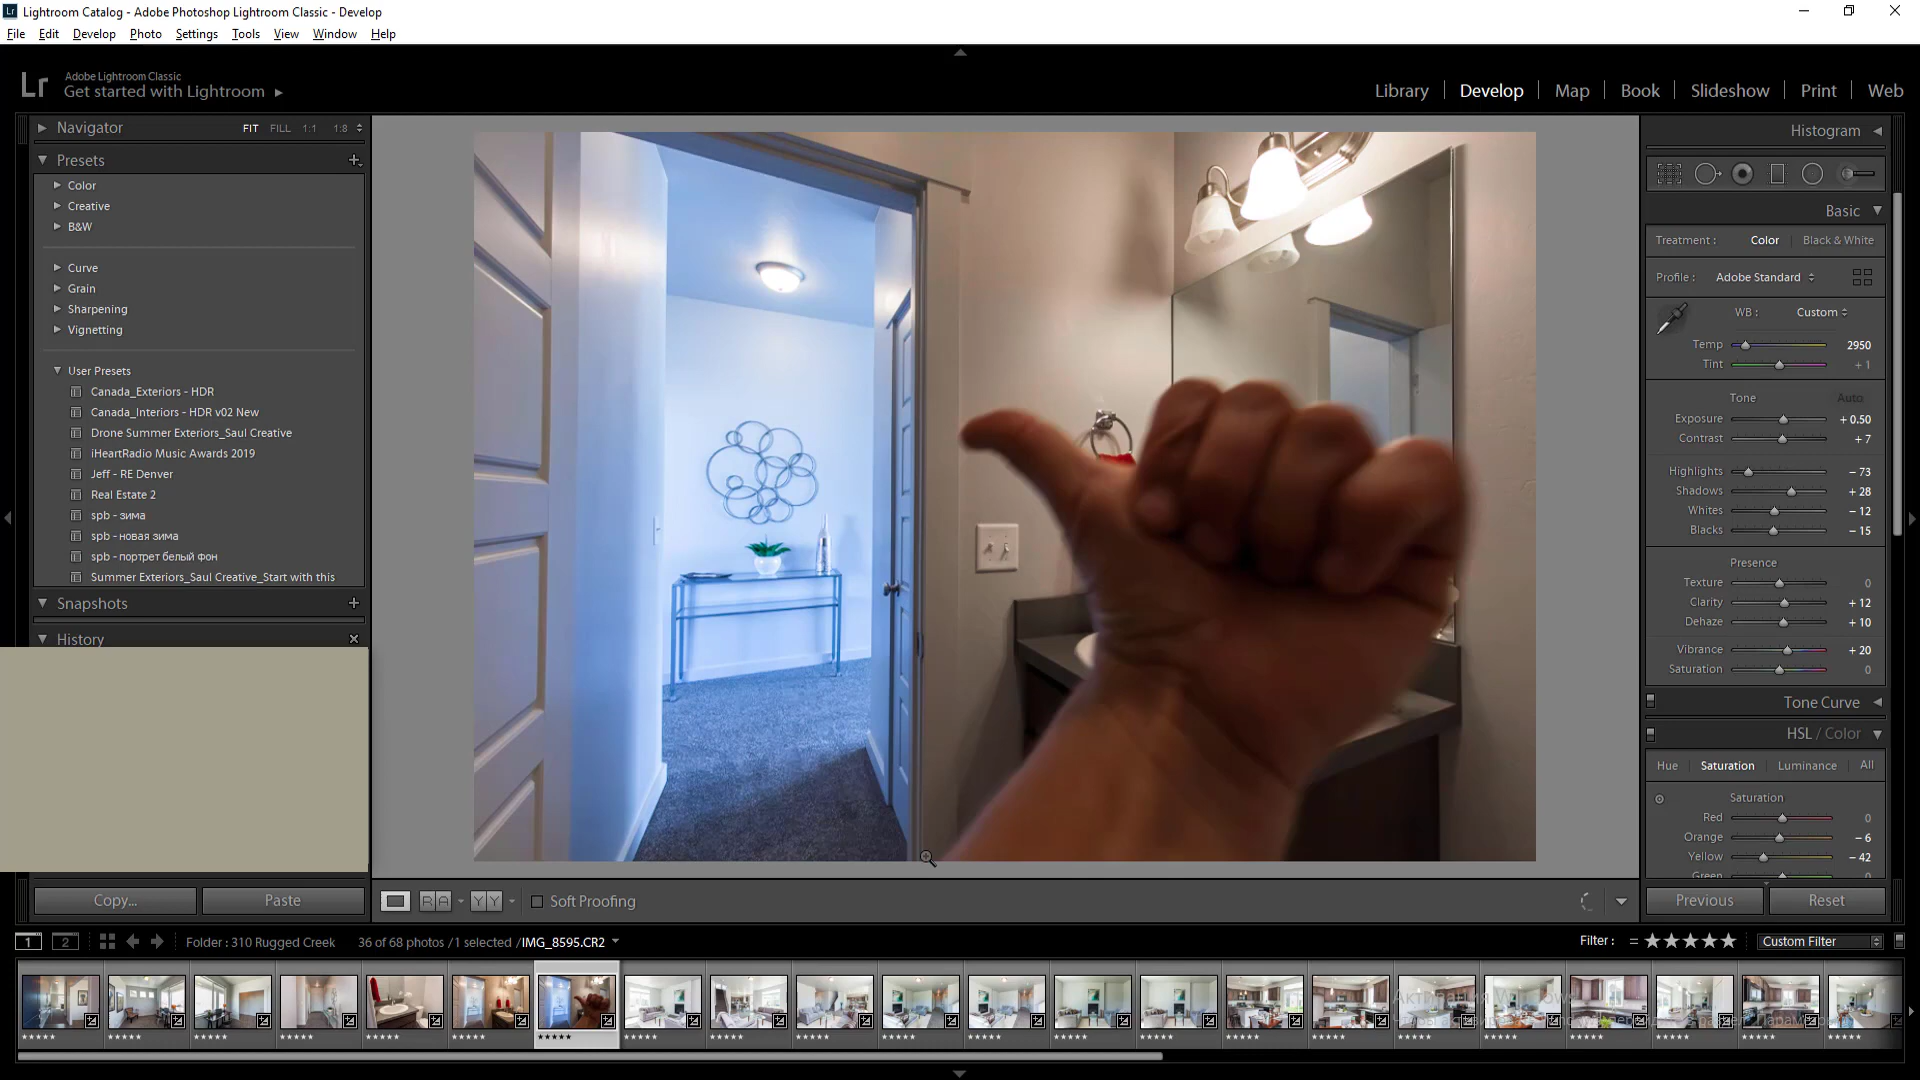 Lightroom Catalog - Adobe Photoshop Lightroom Classic - Develop
File Edit Develop Photo Settings Tools View Window Help
Lr
Adobe Lightroom Classic
Get started with Lightroom
Library Develop Map Book Slideshow Print Web
Navigator FIT FILL 1:1 1:8
Presets
Color
Creative
B&W
Curve
Grain
Sharpening
Vignetting
User Presets
Canada_Exteriors - HDR
Canada_Interiors - HDR v02 New
Drone Summer Exteriors_Saul Creative
iHeartRadio Music Awards 2019
Jeff - RE Denver
Real Estate 2
spb - зима
spb - новая зима
spb - портрет белый фон
Summer Exteriors_Saul Creative_Start with this
Snapshots
History
Copy... Paste
Histogram
Basic
Treatment : Color Black & White
Profile : Adobe Standard
WB : Custom
Temp 2950
Tint + 1
Tone Auto
Exposure + 0.50
Contrast + 7
Highlights − 73
Shadows + 28
Whites − 12
Blacks − 15
Presence
Texture 0
Clarity + 12
Dehaze + 10
Vibrance + 20
Saturation 0
Tone Curve
HSL / Color
Hue Saturation Luminance All
Saturation
Red 0
Orange − 6
Yellow − 42
Green 0
Previous Reset
R A Y Y Soft Proofing
1 2 Folder : 310 Rugged Creek 36 of 68 photos / 1 selected / IMG_8595.CR2 Filter : Custom Filter
Активация Windows